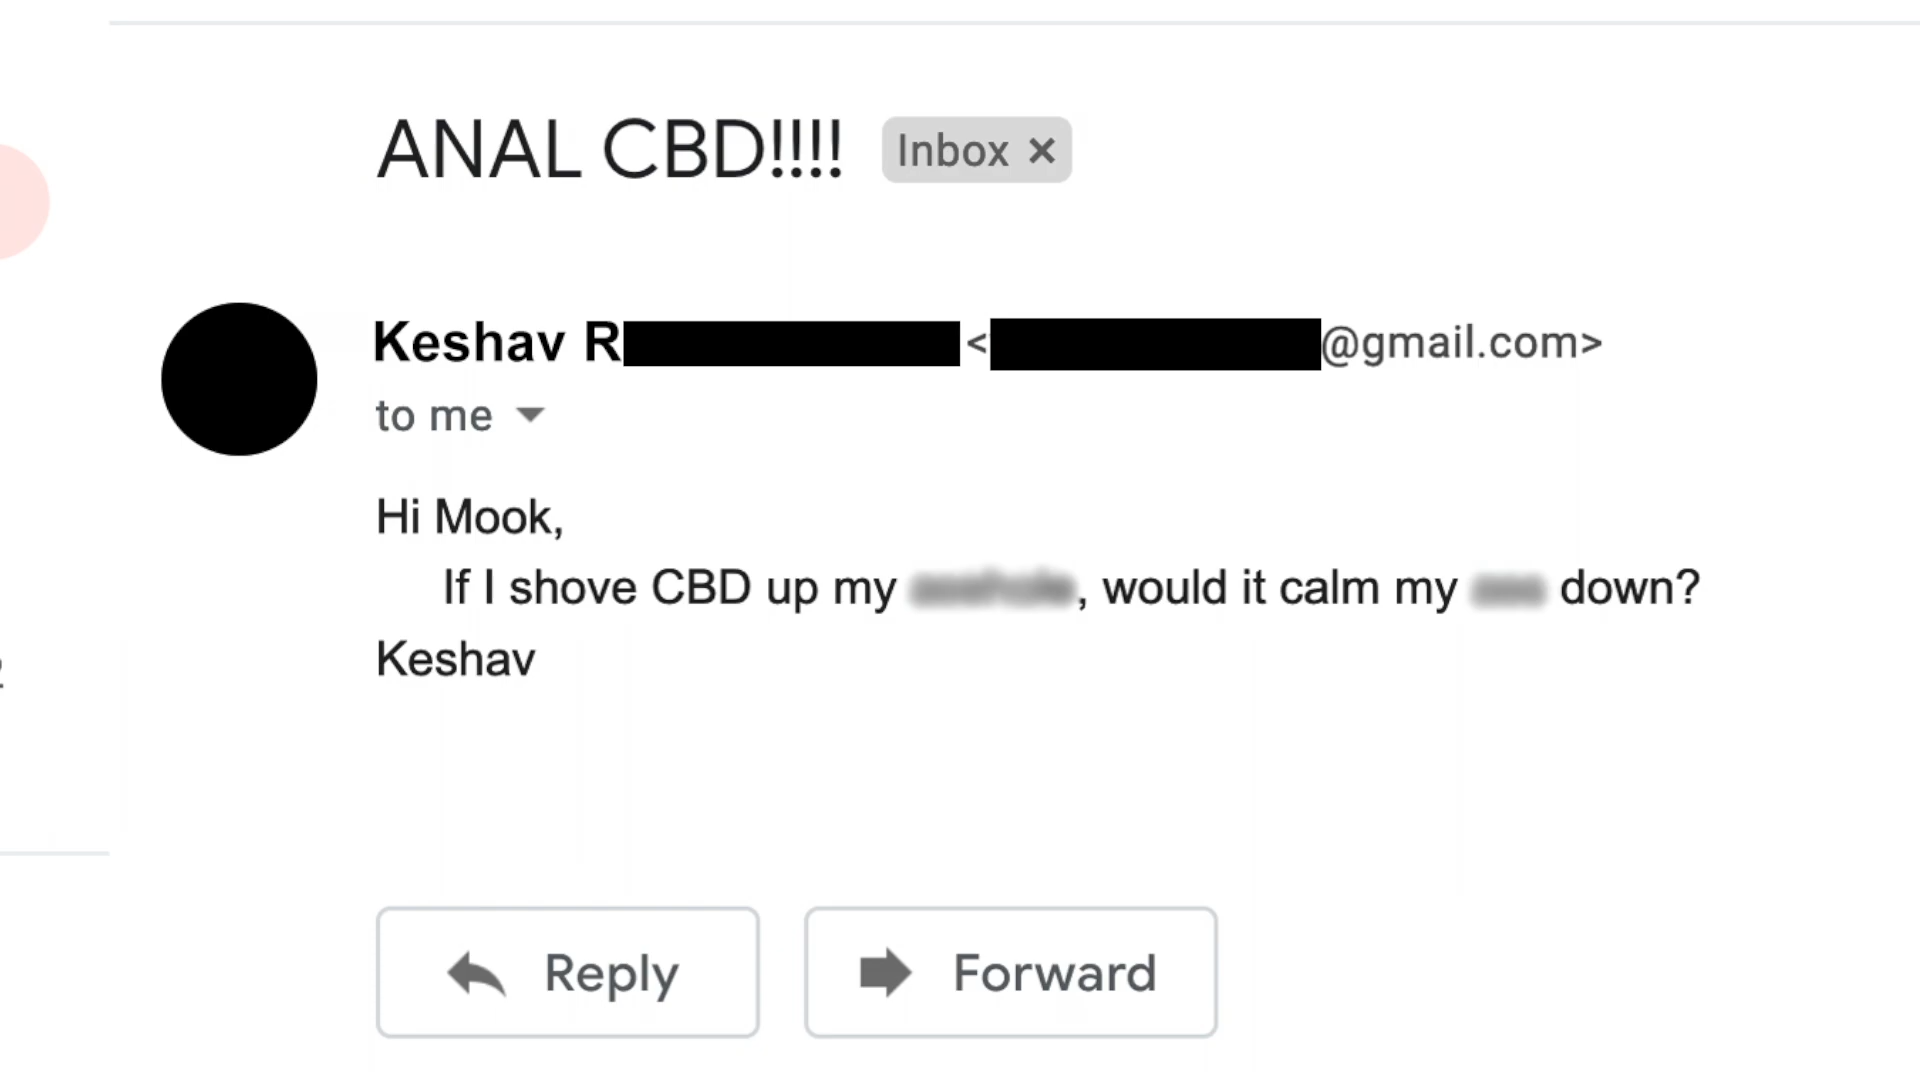 ANAL CBD!!!! Inbox ×
Keshav R < @gmail.com>
to me
Hi Mook,
If I shove CBD up my , would it calm my down?
Keshav
Reply Forward